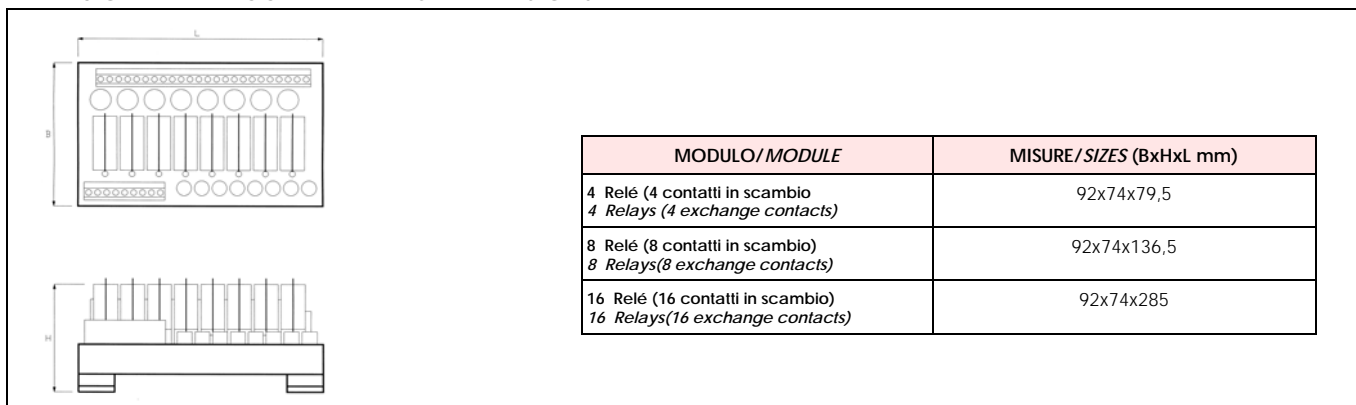 L
B
H
MODULO/MODULE
MISURE/SIZES (BxHxL mm)
4 Relé (4 contatti in scambio
4 Relays (4 exchange contacts)
92x74x79,5
8 Relé (8 contatti in scambio)
8 Relays(8 exchange contacts)
92x74x136,5
16 Relé (16 contatti in scambio)
16 Relays(16 exchange contacts)
92x74x285